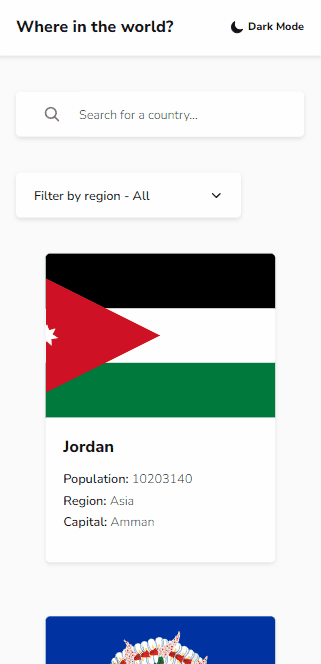 Where in the world?
Dark Mode
Search for a country...
Filter by region - All
Jordan
Population: 10203140
Region: Asia
Capital: Amman